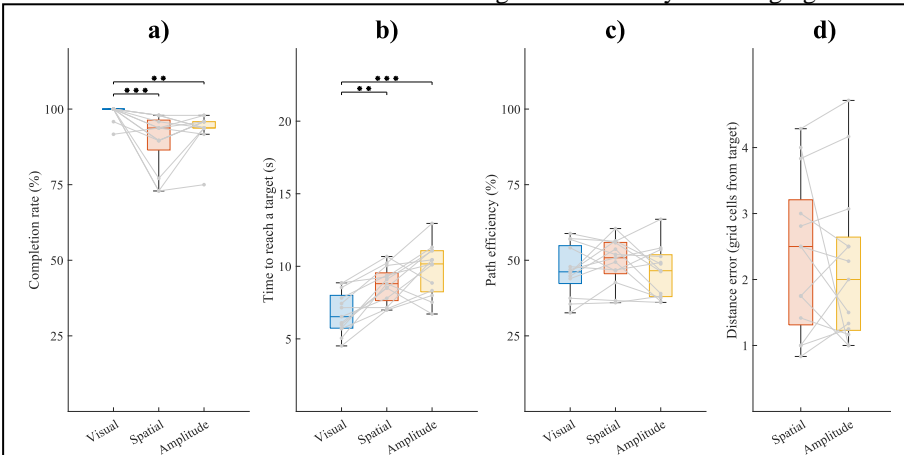 a)
b)
c)
d)
Completion rate (%)
100
75
50
25
** 
***
Visual
Spatial
Amplitude
Time to reach a target (s)
20
15
10
5
***
**
Visual
Spatial
Amplitude
Path efficiency (%)
100
75
50
25
Visual
Spatial
Amplitude
Distance error (grid cells from target)
4
3
2
1
Spatial
Amplitude